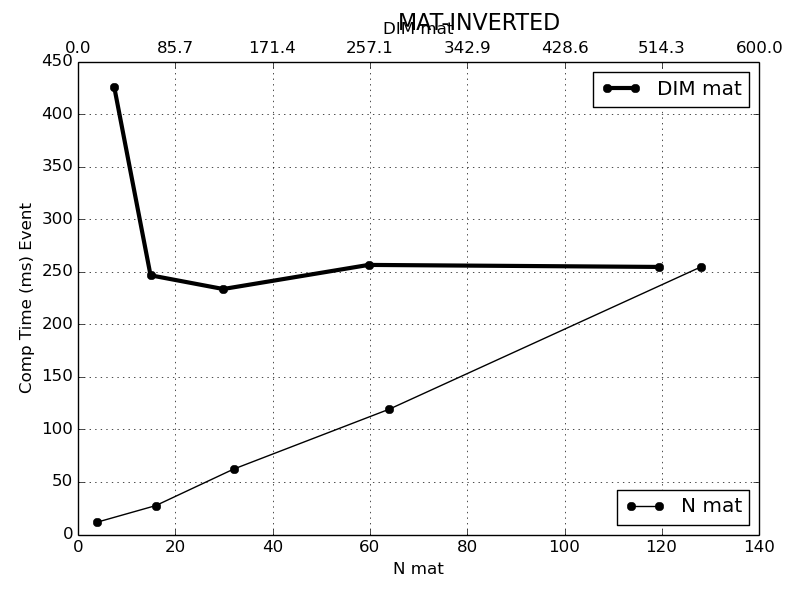 MAT-INVERTED
DIM mat
0.0 85.7 171.4 257.1 342.9 428.6 514.3 600.0
450
400
350
300
250
200
150
100
50
0
Comp Time (ms) Event
DIM mat
N mat
0 20 40 60 80 100 120 140
N mat